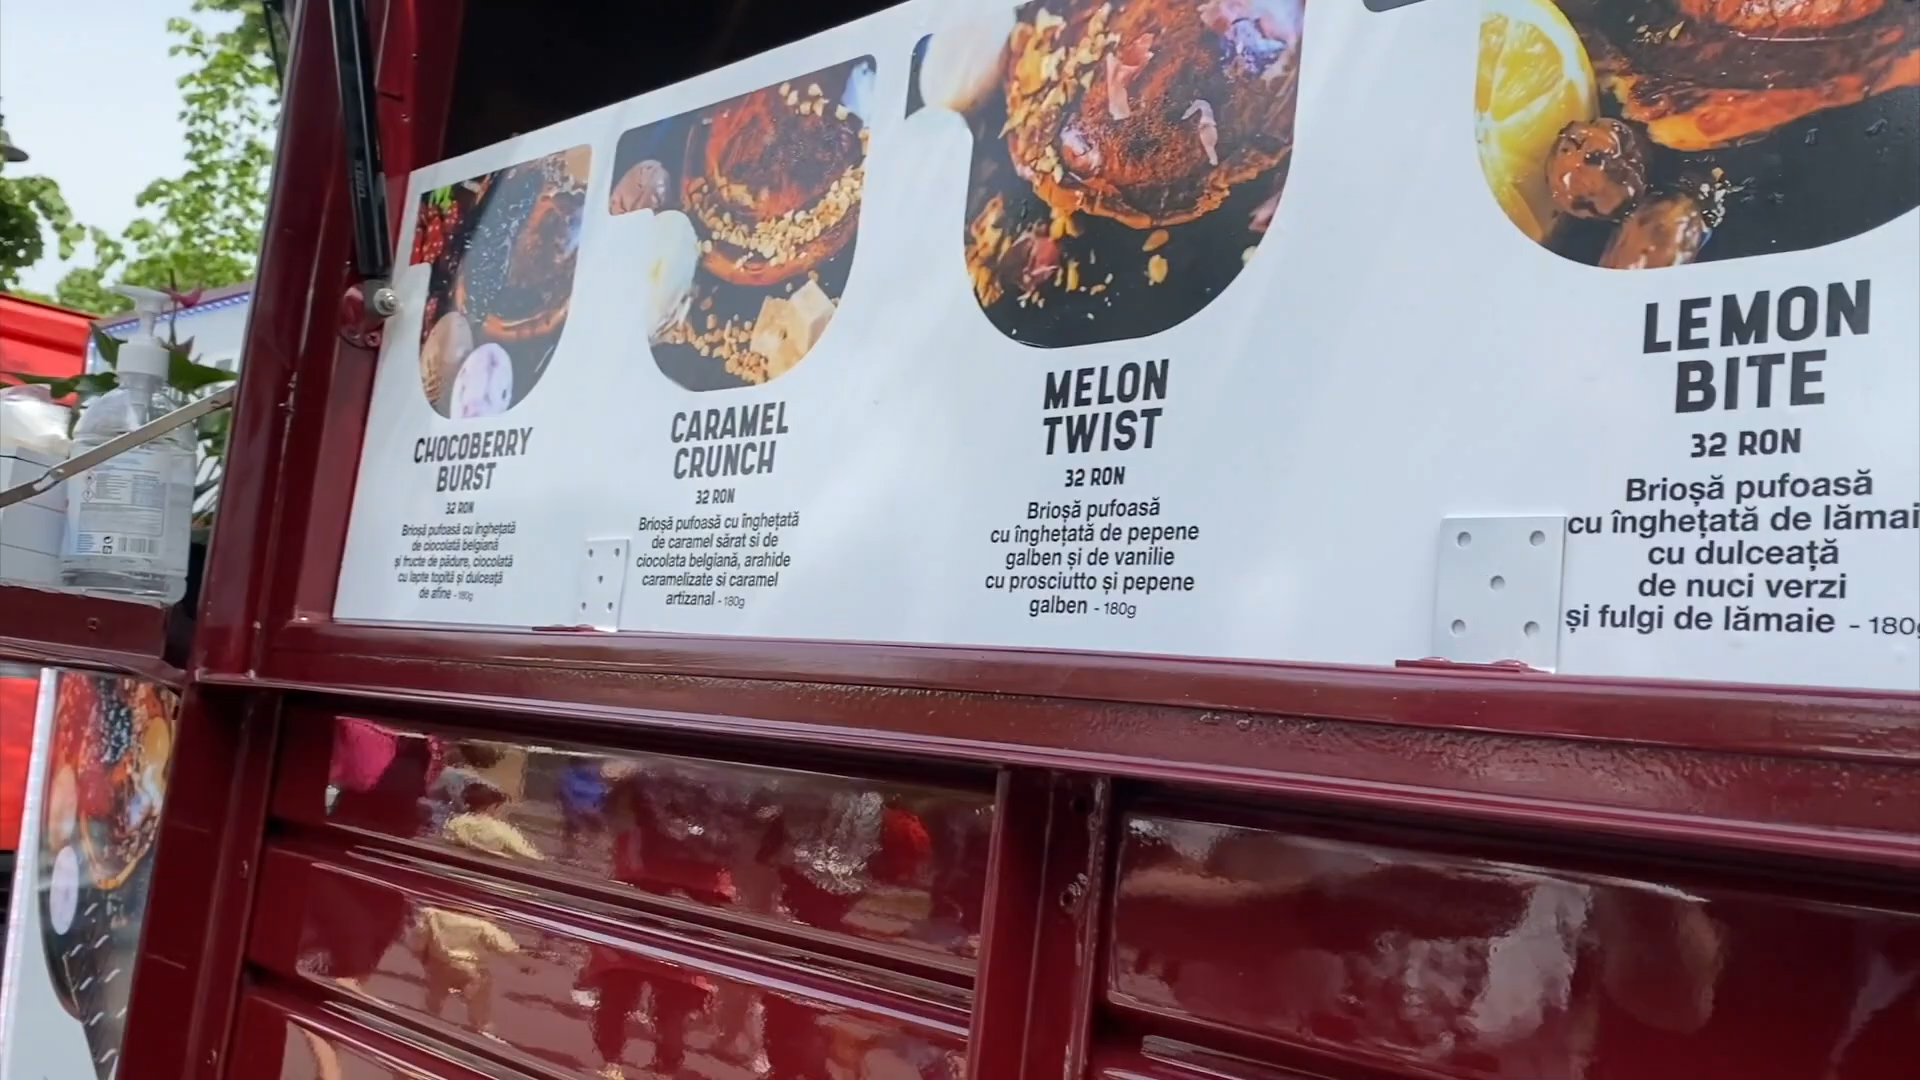 CHOCOBERRY
BURST
32 RON
Brioșă pufoasă cu înghețată
de ciocolată belgiană
și fructe de pădure, ciocolată
cu lapte topită și dulceață
de afine - 180g
CARAMEL
CRUNCH
32 RON
Brioșă pufoasă cu înghețată
de caramel sărat si de
ciocolata belgiană, arahide
caramelizate si caramel
artizanal - 180g
MELON
TWIST
32 RON
Brioșă pufoasă
cu înghețată de pepene
galben și de vanilie
cu prosciutto și pepene
galben - 180g
LEMON
BITE
32 RON
Brioșă pufoasă
cu înghețată de lămai
cu dulceață
de nuci verzi
și fulgi de lămaie - 180g